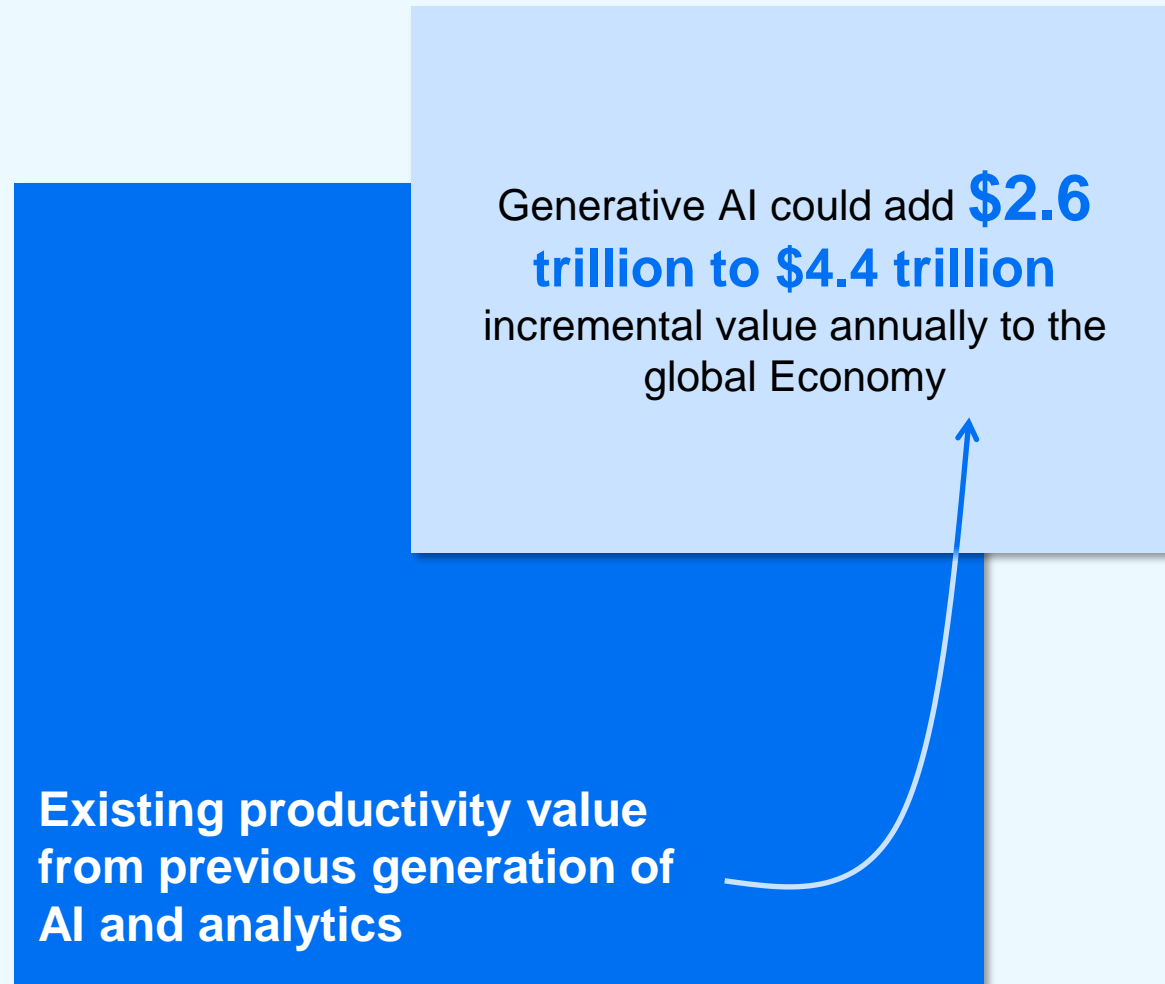 Generative AI could add $2.6
trillion to $4.4 trillion
incremental value annually to the
global Economy
Existing productivity value
from previous generation of
AI and analytics